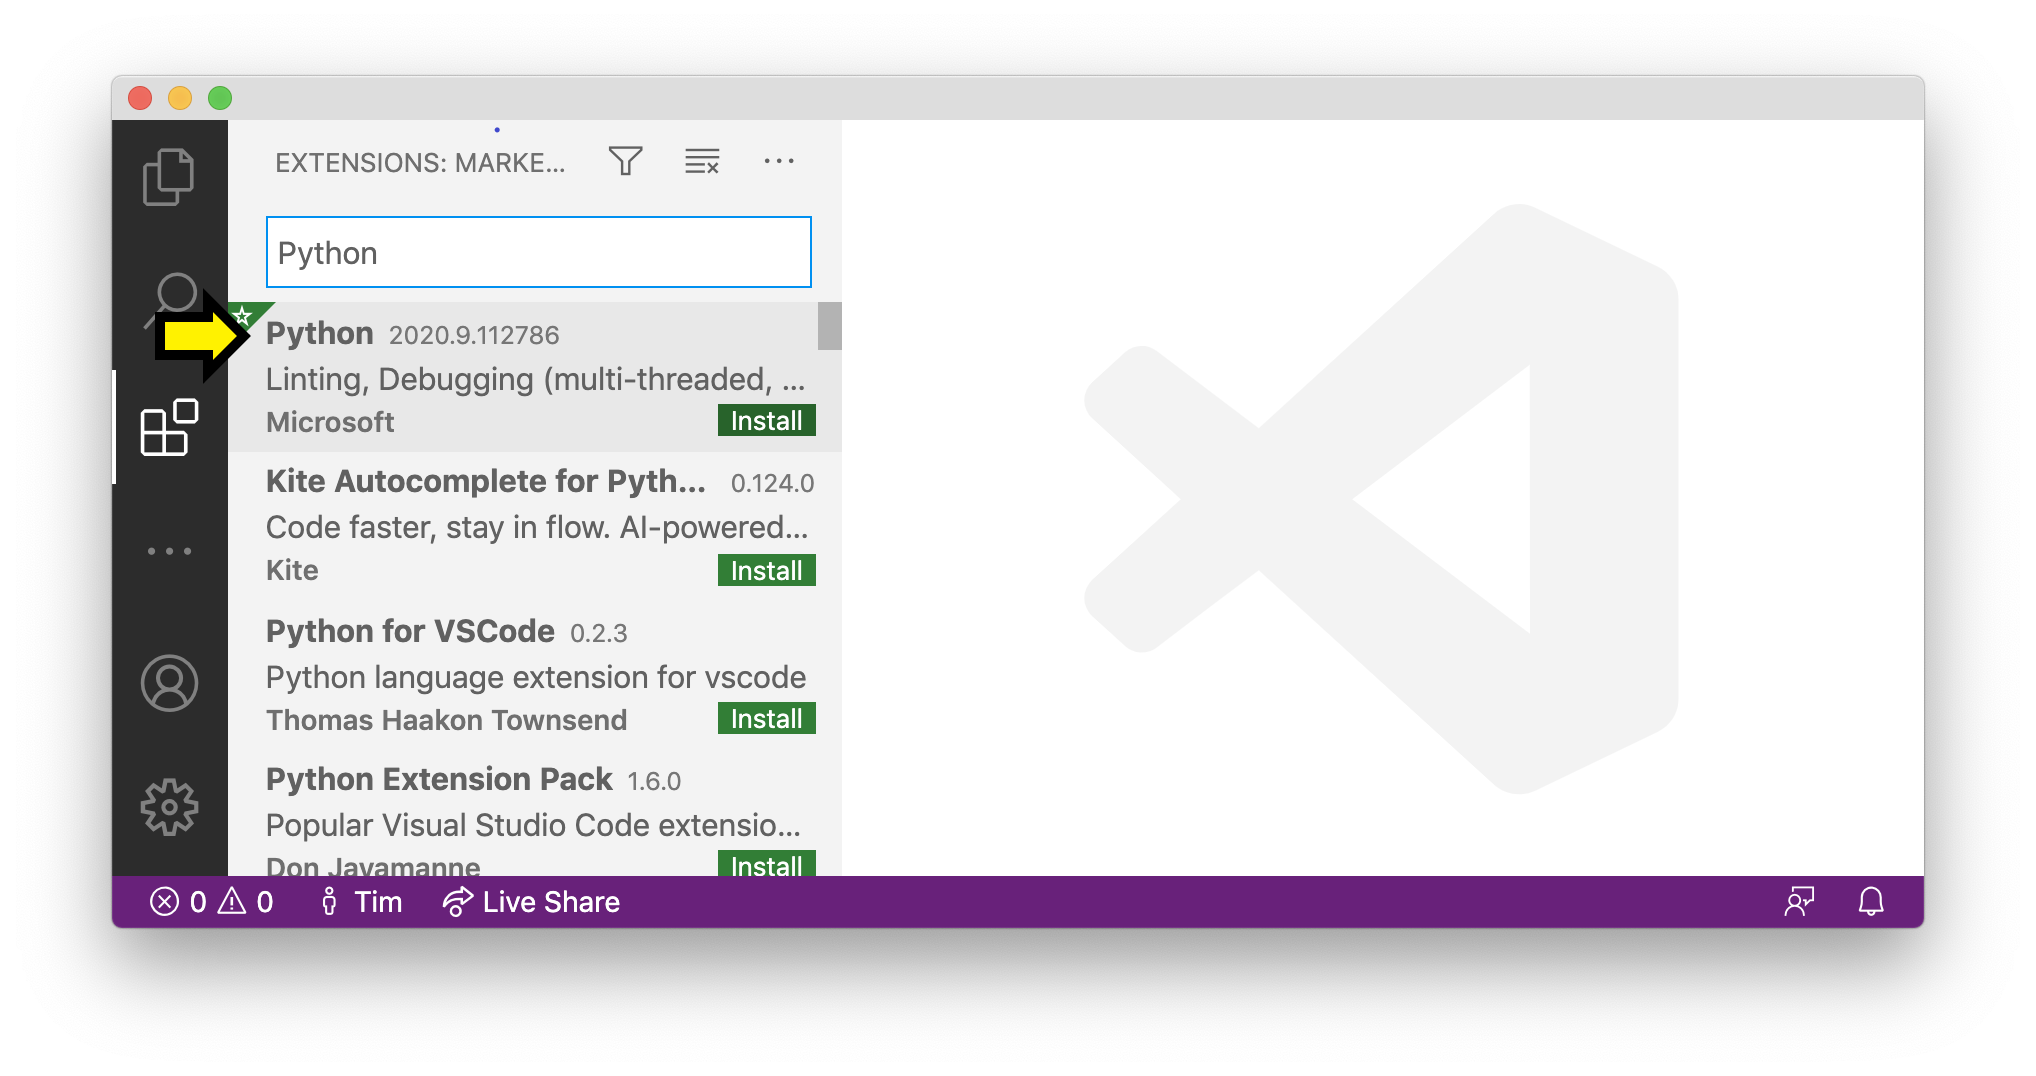 EXTENSIONS: MARKE...
Python
Python 2020.9.112786
Linting, Debugging (multi-threaded, ...
Microsoft Install
Kite Autocomplete for Pyth... 0.124.0
Code faster, stay in flow. AI-powered...
Kite Install
Python for VSCode 0.2.3
Python language extension for vscode
Thomas Haakon Townsend Install
Python Extension Pack 1.6.0
Popular Visual Studio Code extensio...
Don Jayamanne Install
0 0 Tim Live Share